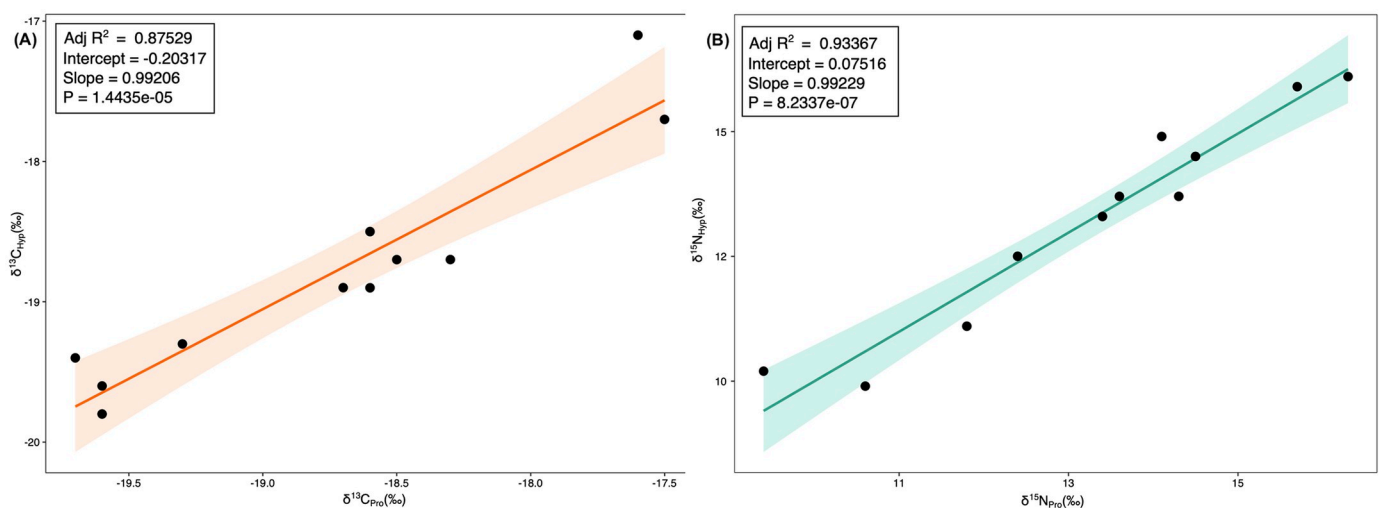 (A)
Adj R² = 0.87529
Intercept = -0.20317
Slope = 0.99206
P = 1.4435e-05
-17
-18
-19
-20
δ¹³C_Hyp(‰)
-19.5 -19.0 -18.5 -18.0 -17.5
δ¹³C_Pro(‰)
(B)
Adj R² = 0.93367
Intercept = 0.07516
Slope = 0.99229
P = 8.2337e-07
15
12
10
δ¹⁵N_Hyp(‰)
11 13 15
δ¹⁵N_Pro(‰)